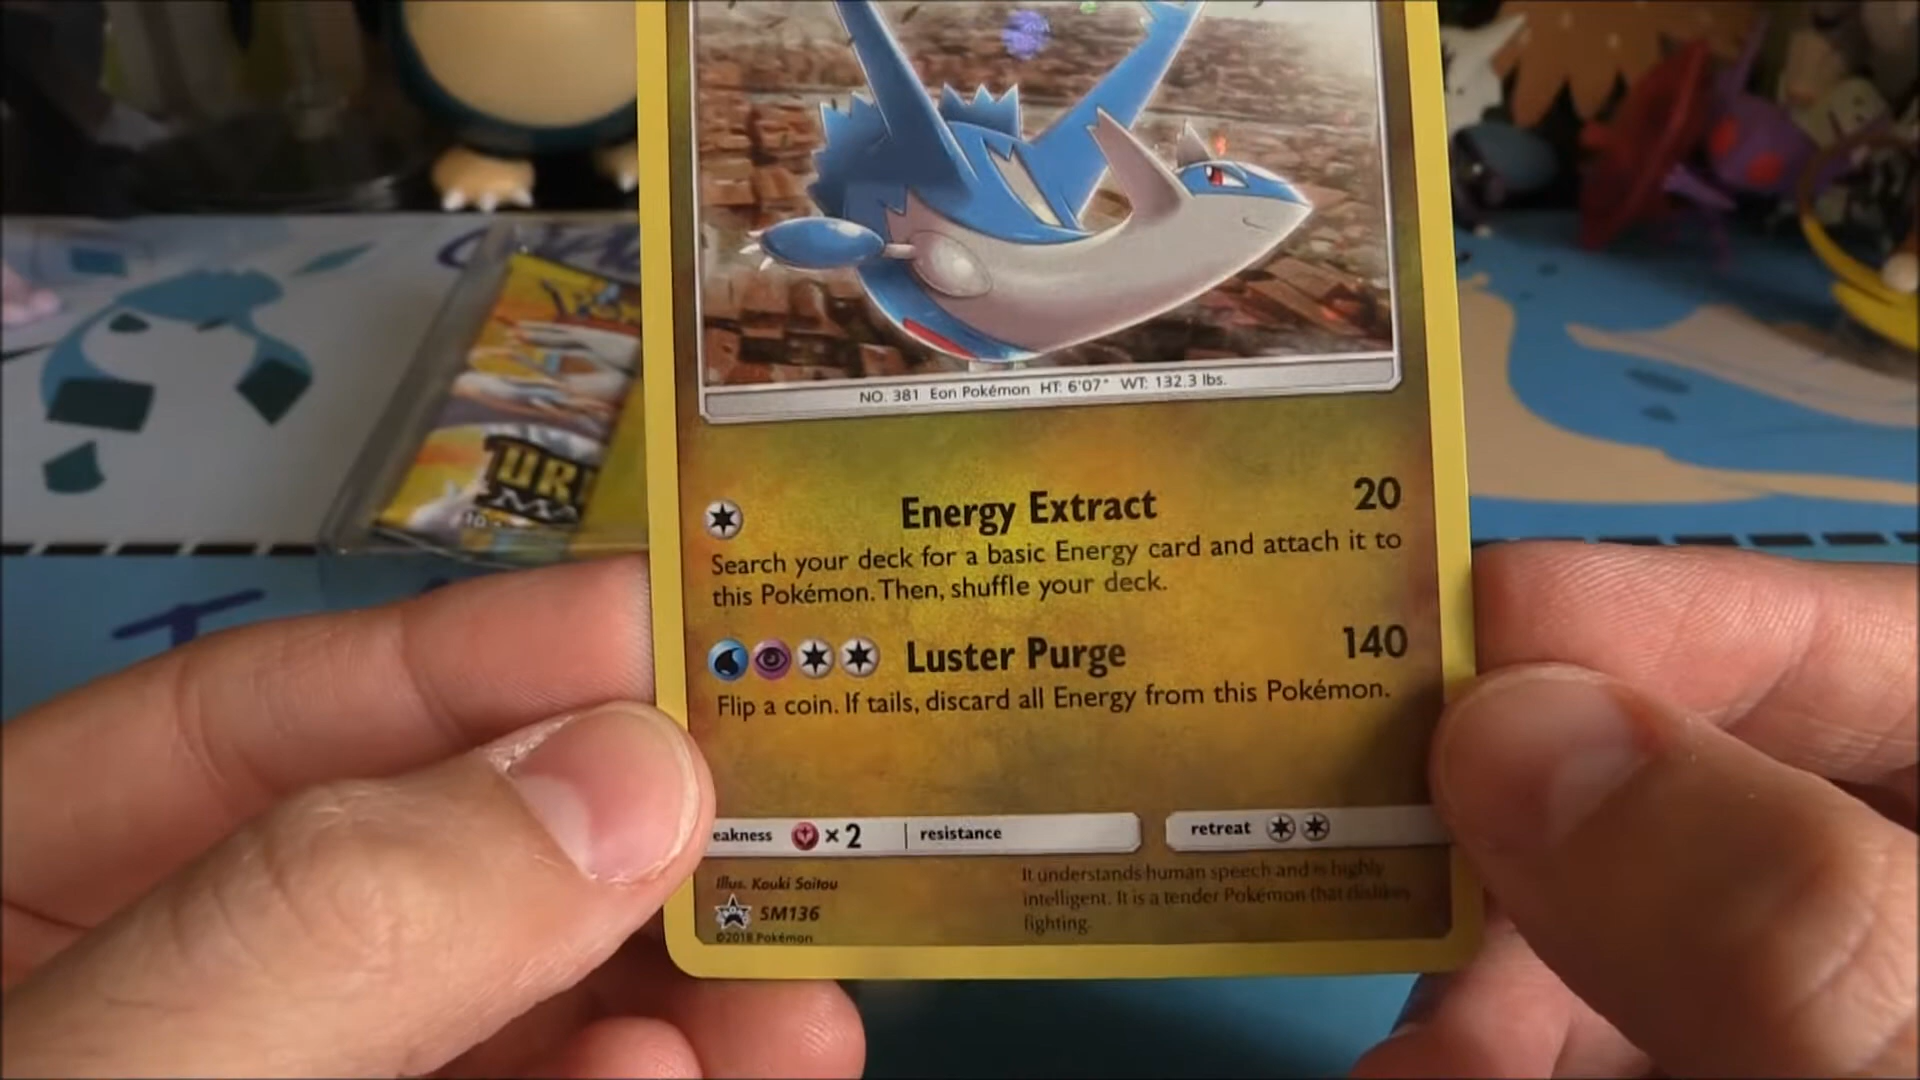 NO. 381 Eon Pokémon HT: 6'07" WT: 132.3 lbs.
Energy Extract 20
Search your deck for a basic Energy card and attach it to
this Pokémon. Then, shuffle your deck.
Luster Purge 140
Flip a coin. If tails, discard all Energy from this Pokémon.
eakness × 2 resistance retreat
Illus. Kouki Saitou
SM136
©2018 Pokémon
It understands human speech and is highly
intelligent. It is a tender Pokémon that dislikes
fighting.
UR